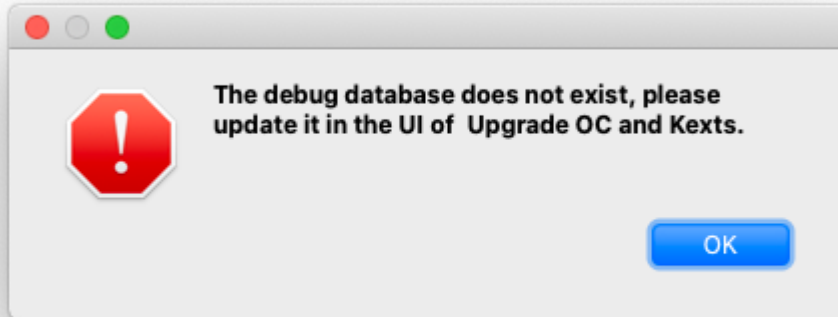 The debug database does not exist, please
update it in the UI of  Upgrade OC and Kexts.
OK